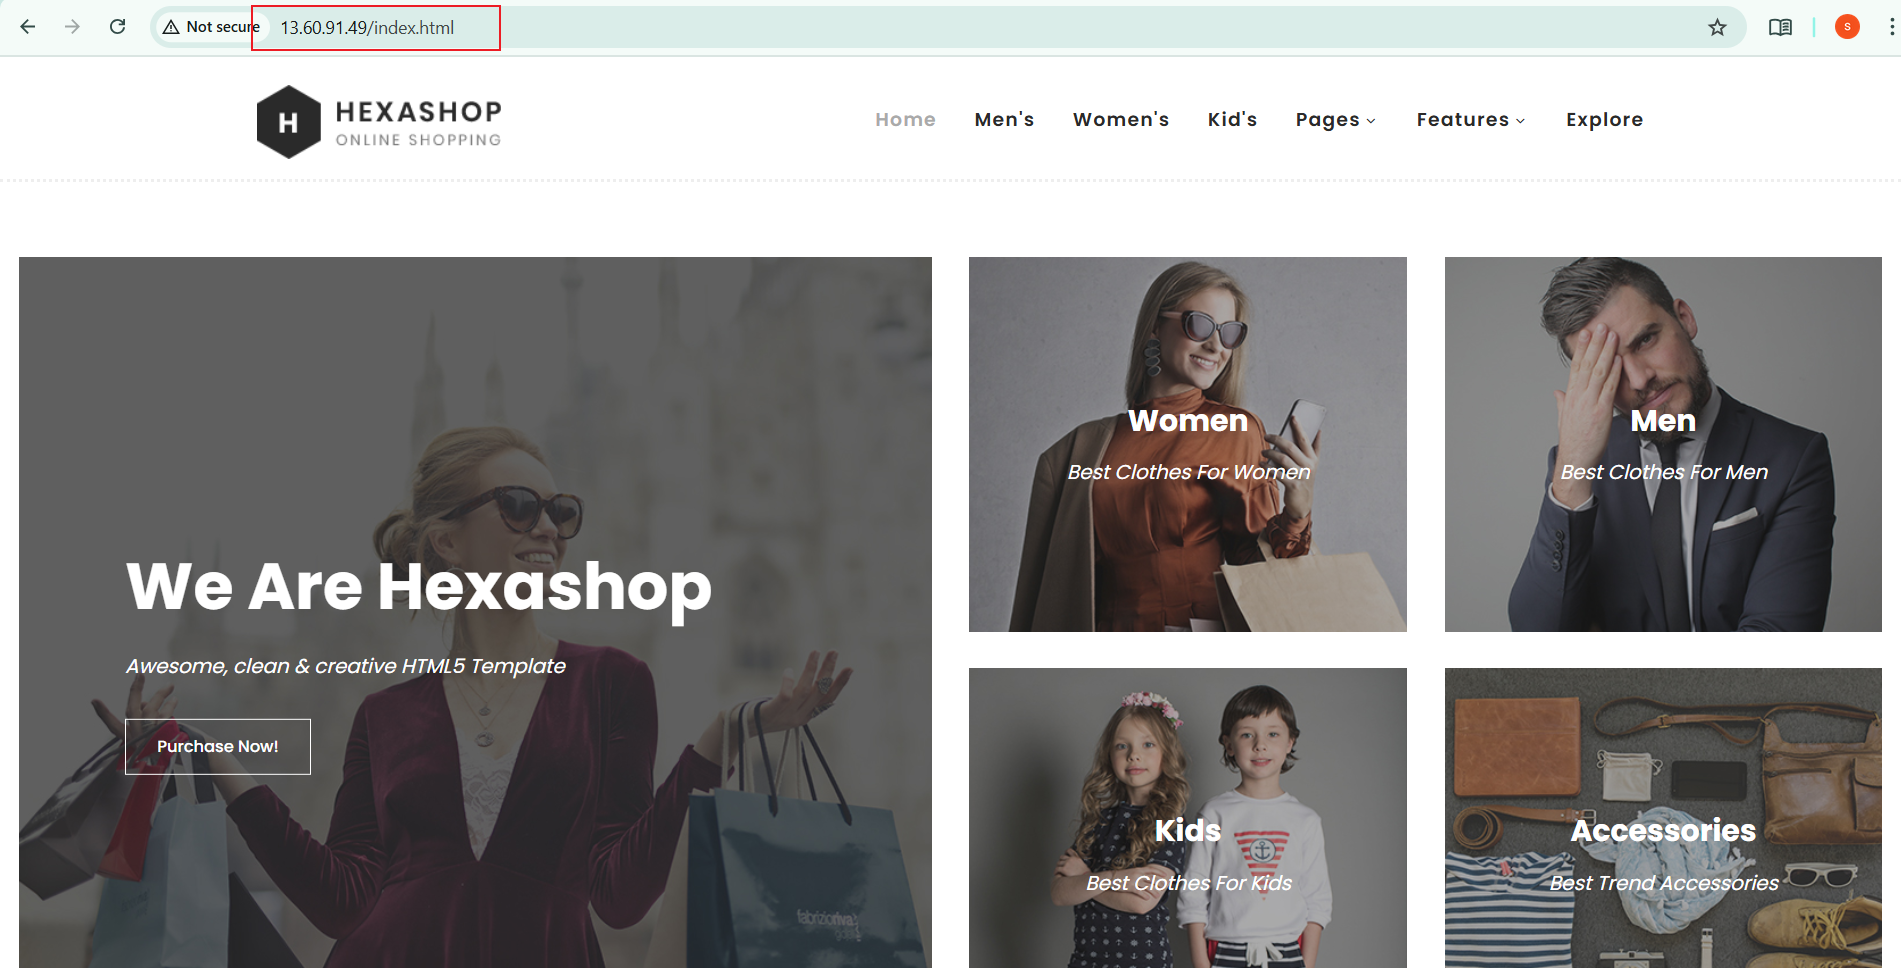 Not secure 13.60.91.49/index.html
S
H
HEXASHOP
ONLINE SHOPPING
Home Men's Women's Kid's Pages Features Explore
We Are Hexashop
Awesome, clean & creative HTML5 Template
Purchase Now!
fabrizioriva
Women
Best Clothes For Women
Men
Best Clothes For Men
Kids
Best Clothes For Kids
Accessories
Best Trend Accessories